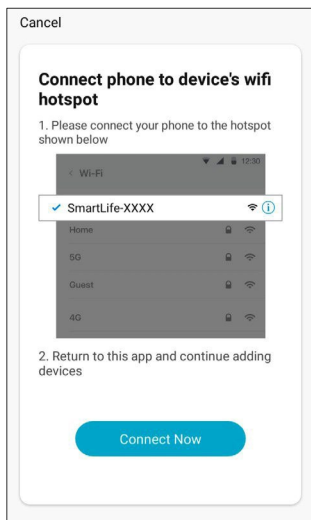 Cancel
Connect phone to device's wifi
hotspot
1. Please connect your phone to the hotspot
shown below
12:30
< Wi-Fi
SmartLife-XXXX
Home
5G
Guest
4G
2. Return to this app and continue adding
devices
Connect Now